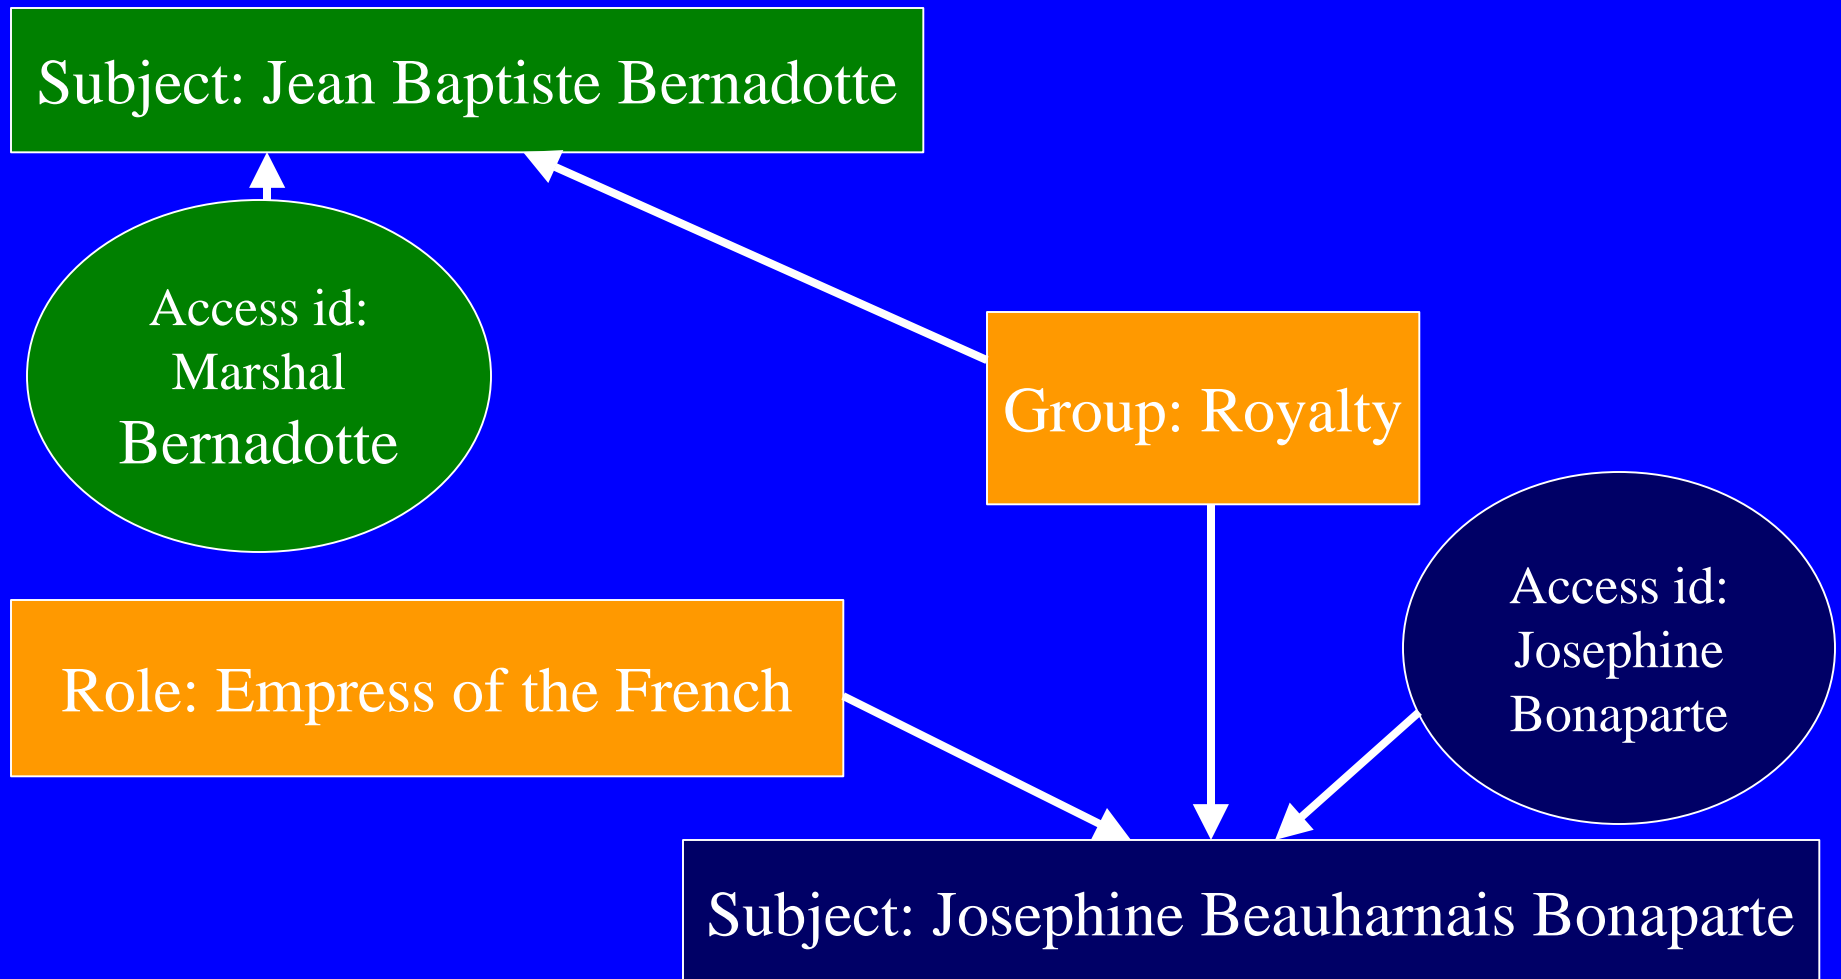 Subject: Jean Baptiste Bernadotte
Access id:
Marshal
Bernadotte
Group: Royalty
Access id:
Josephine
Bonaparte
Role: Empress of the French
Subject: Josephine Beauharnais Bonaparte